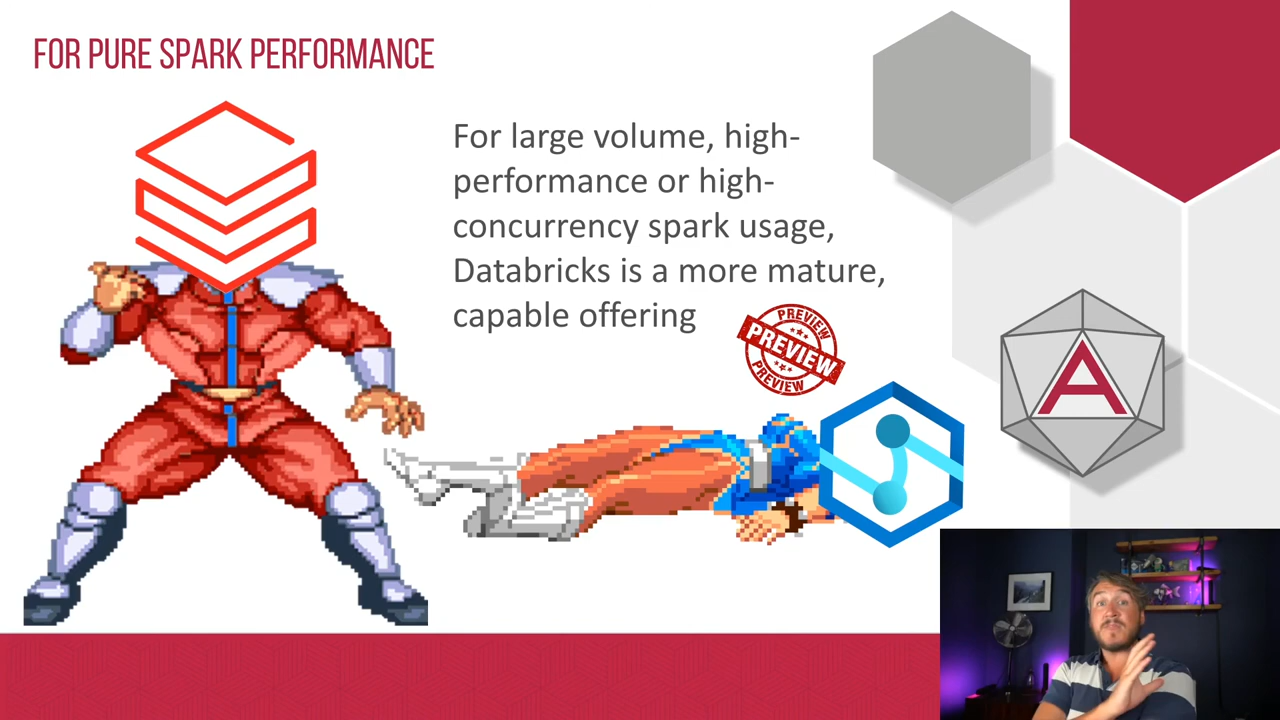 FOR PURE SPARK PERFORMANCE
For large volume, high-
performance or high-
concurrency spark usage,
Databricks is a more mature,
capable offering
PREVIEW
PREVIEW
PREVIEW
A